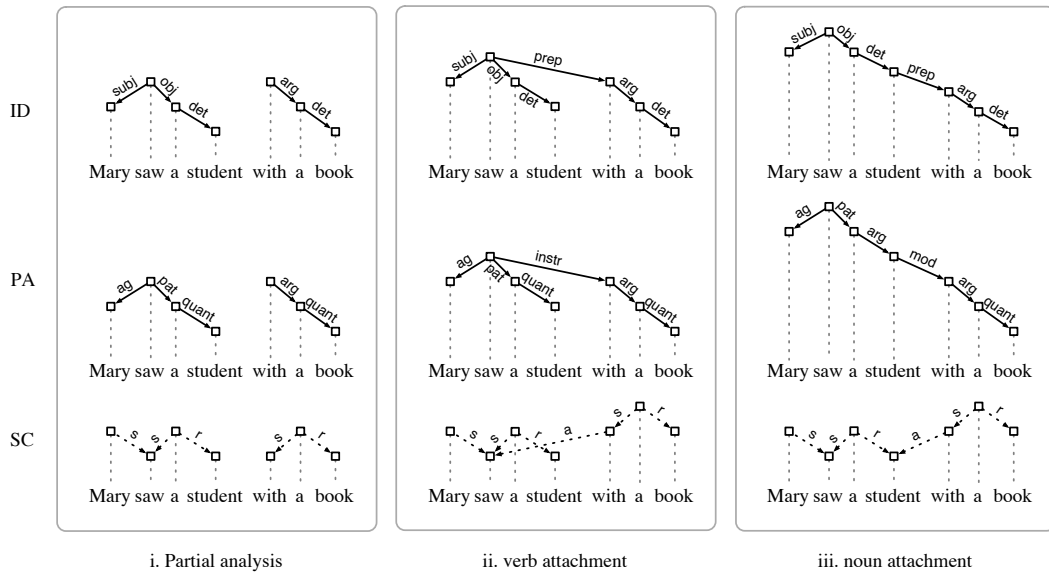 subj obj det arg det
subj obj det prep arg det
subj obj det prep arg det
ID
Mary saw a student with a book
Mary saw a student with a book
Mary saw a student with a book
ag pat quant arg quant
ag pat quant instr arg quant
ag pat arg mod arg quant
PA
Mary saw a student with a book
Mary saw a student with a book
Mary saw a student with a book
s s r s r
s s r a s r
s s r a s r
SC
Mary saw a student with a book
Mary saw a student with a book
Mary saw a student with a book
i. Partial analysis
ii. verb attachment
iii. noun attachment